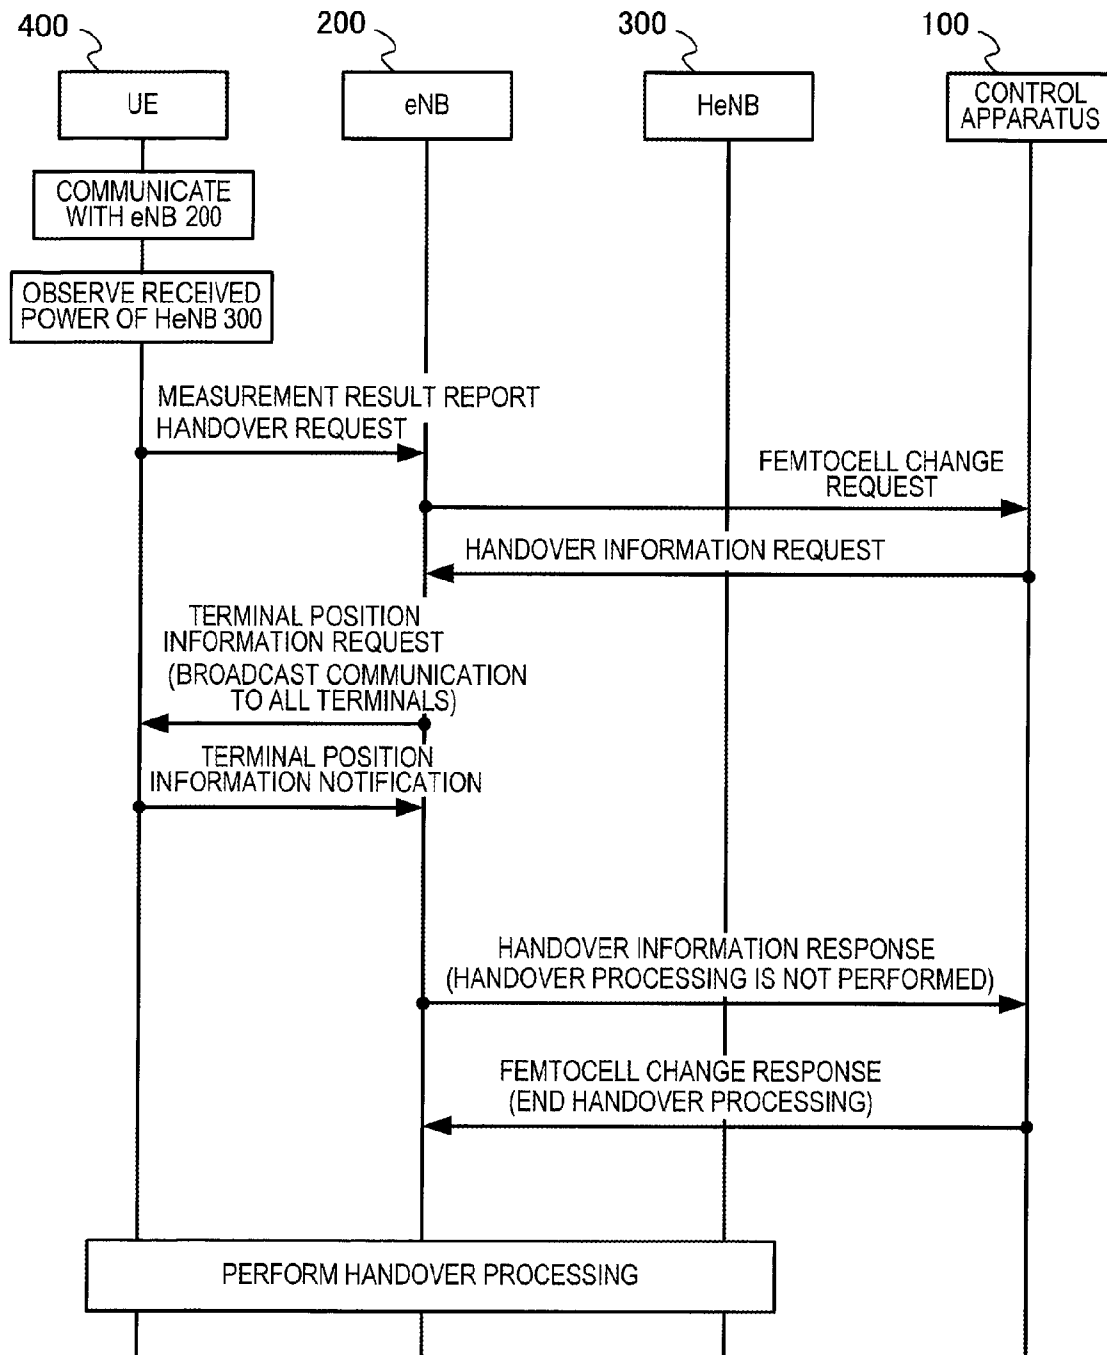 400
200
300
100
UE
eNB
HeNB
CONTROL
APPARATUS
COMMUNICATE
WITH eNB 200
OBSERVE RECEIVED
POWER OF HeNB 300
MEASUREMENT RESULT REPORT
HANDOVER REQUEST
FEMTOCELL CHANGE
REQUEST
HANDOVER INFORMATION REQUEST
TERMINAL POSITION
INFORMATION REQUEST
(BROADCAST COMMUNICATION
TO ALL TERMINALS)
TERMINAL POSITION
INFORMATION NOTIFICATION
HANDOVER INFORMATION RESPONSE
(HANDOVER PROCESSING IS NOT PERFORMED)
FEMTOCELL CHANGE RESPONSE
(END HANDOVER PROCESSING)
PERFORM HANDOVER PROCESSING